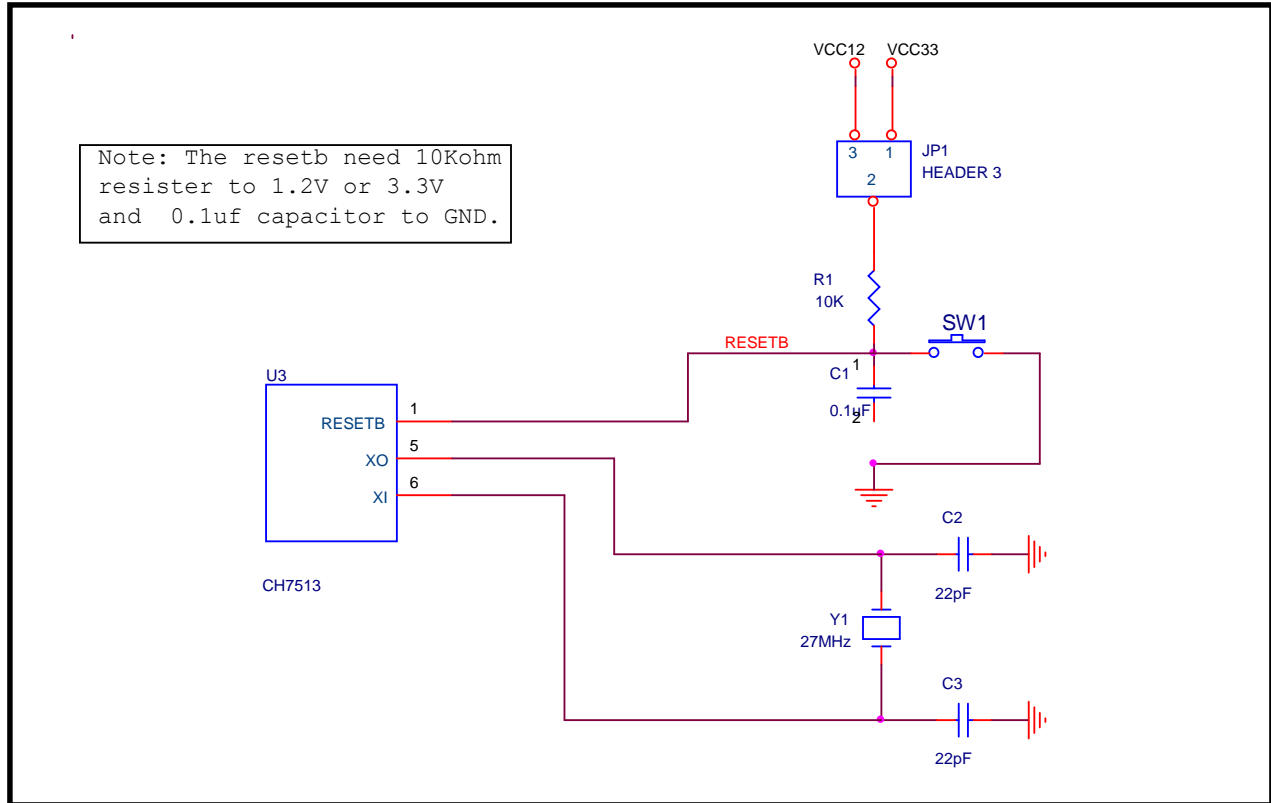 VCC12 VCC33
Note: The resetb need 10Kohm
resister to 1.2V or 3.3V
and 0.1uf capacitor to GND.
3 1
2
JP1
HEADER 3
R1
10K
RESETB
SW1
C1
1
0.1uF
2
U3
RESETB
1
XO
5
XI
6
CH7513
C2
22pF
Y1
27MHz
C3
22pF